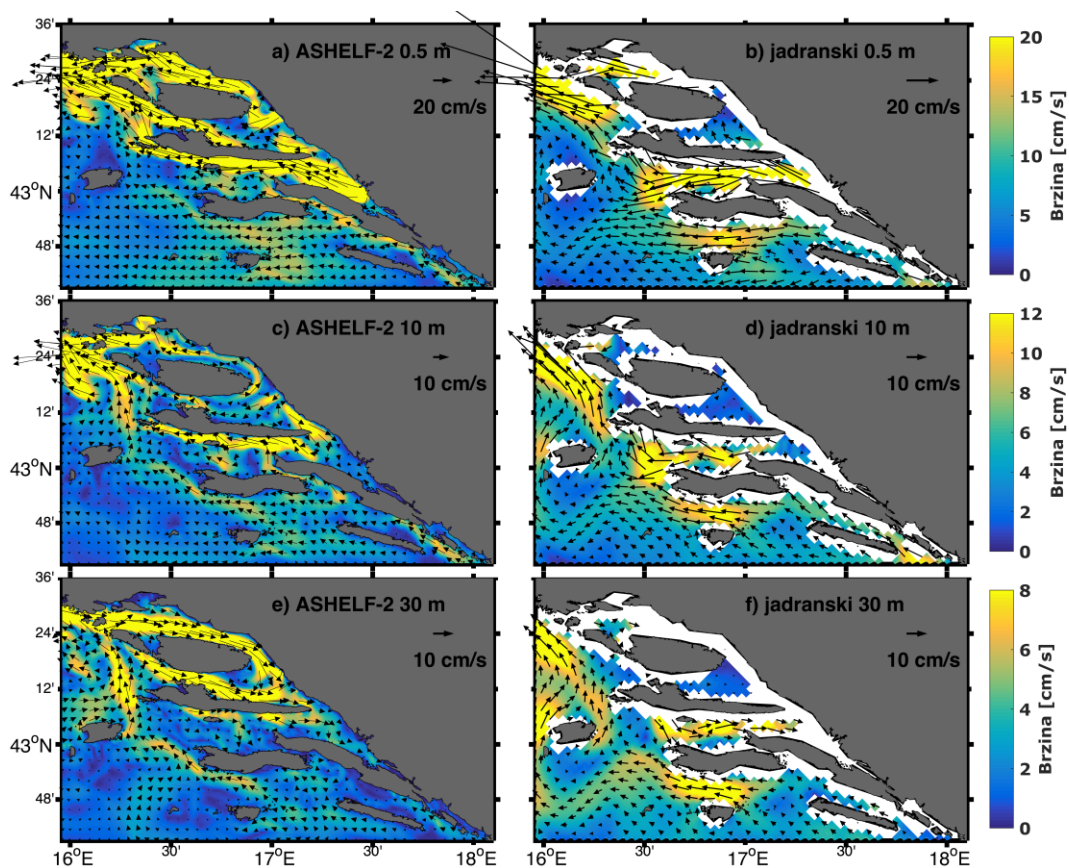 a) ASHELF-2 0.5 m
b) jadranski 0.5 m
20 cm/s
20 cm/s
36'
24'
12'
43°N
48'
20
15
10
5
0
Brzina [cm/s]
c) ASHELF-2 10 m
d) jadranski 10 m
10 cm/s
10 cm/s
36'
24'
12'
43°N
48'
12
10
8
6
4
2
0
Brzina [cm/s]
e) ASHELF-2 30 m
f) jadranski 30 m
10 cm/s
10 cm/s
36'
24'
12'
43°N
48'
8
6
4
2
0
Brzina [cm/s]
16°E
30'
17°E
30'
18°E
16°E
30'
17°E
30'
18°E